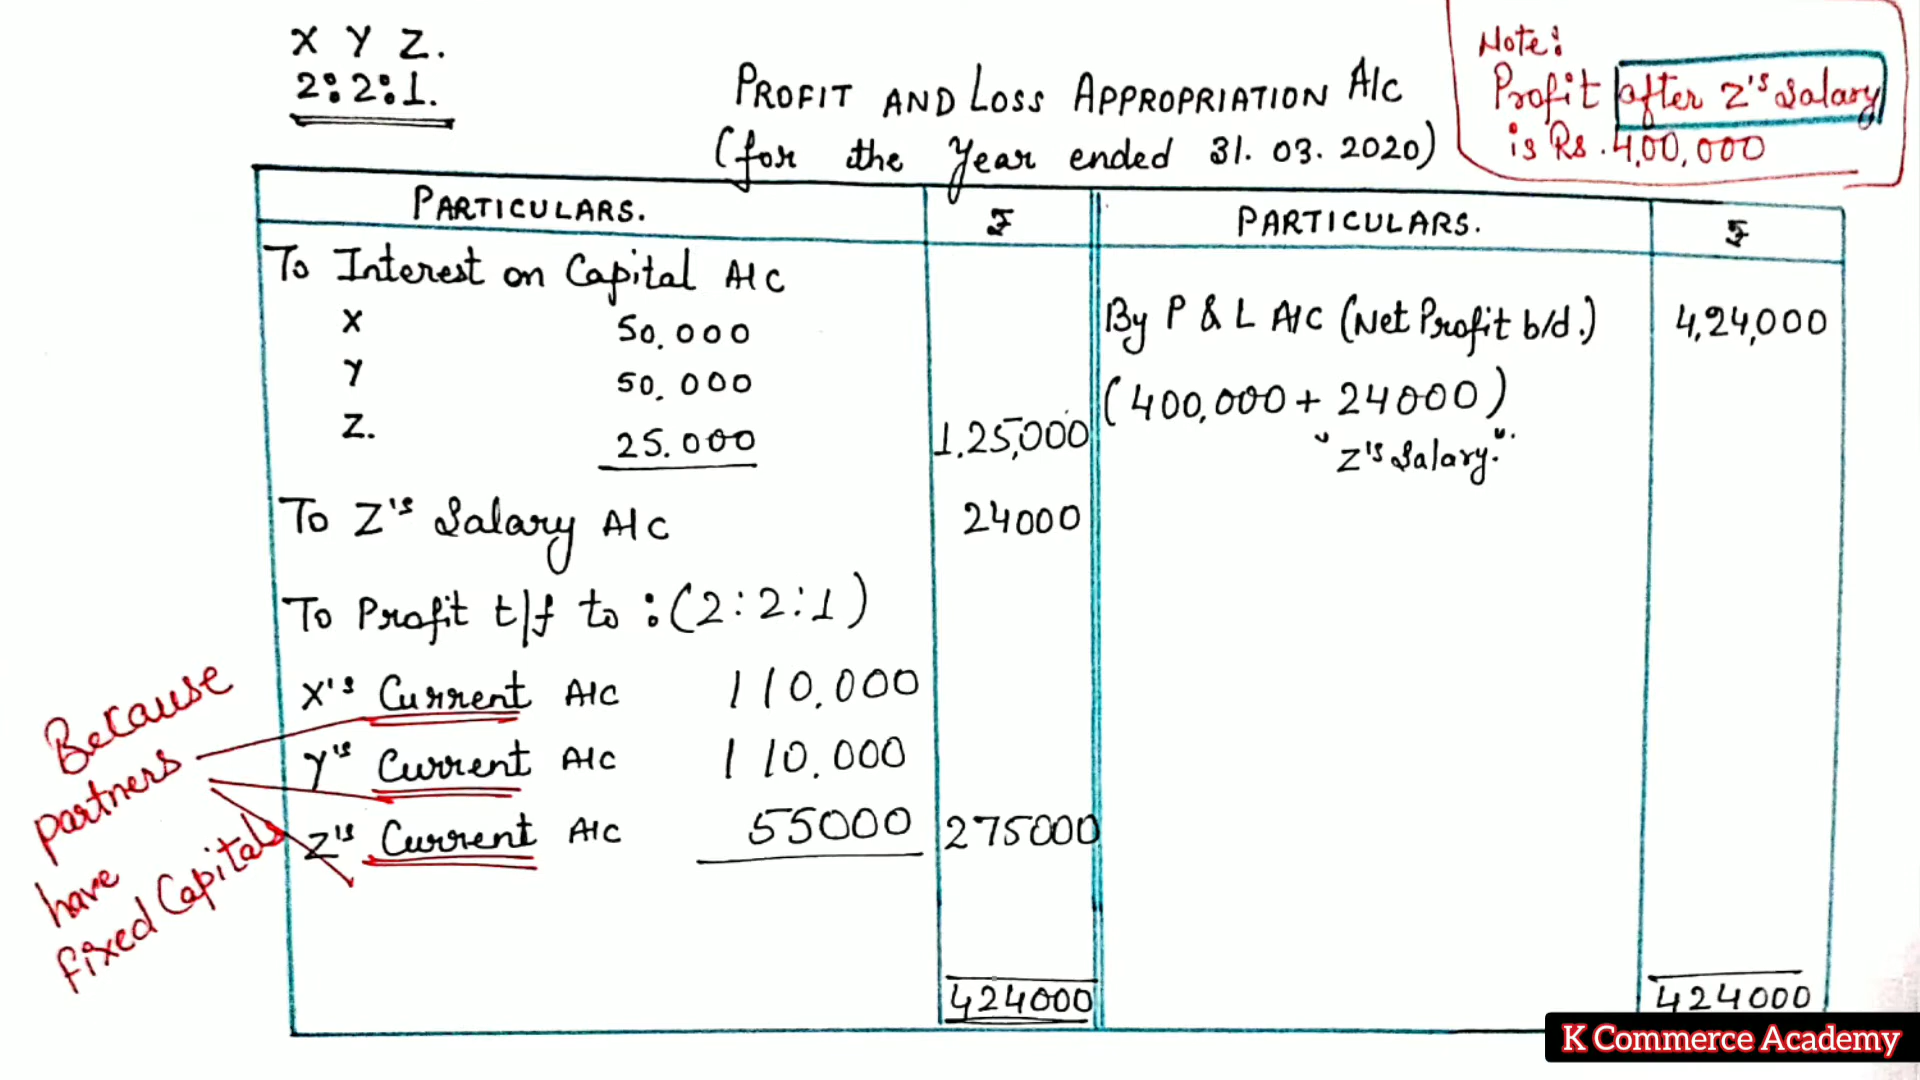 X Y Z.
2:2:1.
PROFIT AND LOSS APPROPRIATION A/C
(for the Year ended 31. 03. 2020)
Note:
Profit after Z's Salary
is Rs. 4,00,000
PARTICULARS. ₹ PARTICULARS. ₹
To Interest on Capital A/C
X 50.000
Y 50.000
Z. 25.000 1,25,000
To Z's Salary A/C 24000
To Profit t/f to :(2:2:1)
X's Current A/C 110.000
Y's Current A/C 110.000
Z's Current A/C 55000 275000
424000
By P & L A/C (Net Profit b/d.) 4,24,000
(400,000 + 24000)
"Z's Salary."
424000
Because
partners
have
fixed Capitals
K Commerce Academy